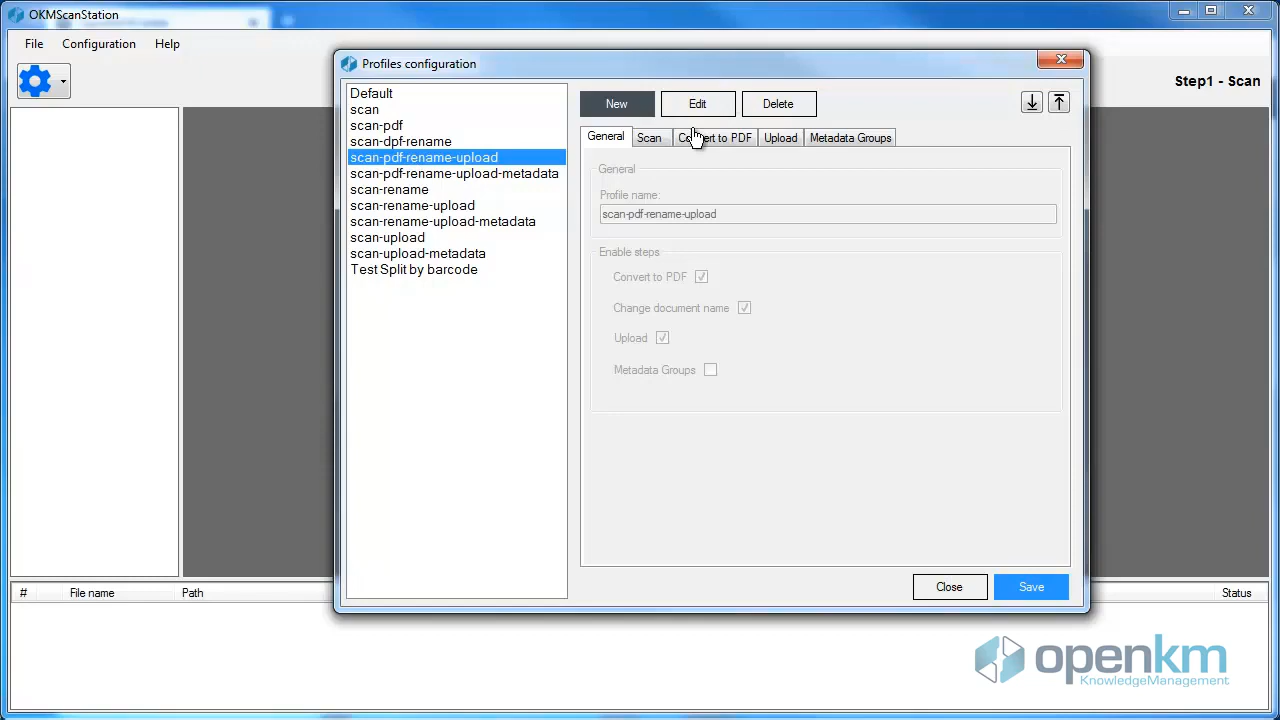 OKMScanStation
File Configuration Help
Step1 - Scan
Profiles configuration
Default
scan
scan-pdf
scan-dpf-rename
scan-pdf-rename-upload
scan-pdf-rename-upload-metadata
scan-rename
scan-rename-upload
scan-rename-upload-metadata
scan-upload
scan-upload-metadata
Test Split by barcode
New Edit Delete
General Scan Convert to PDF Upload Metadata Groups
General
Profile name:
scan-pdf-rename-upload
Enable steps
Convert to PDF
Change document name
Upload
Metadata Groups
Close Save
# File name Path Status
openkm
KnowledgeManagement